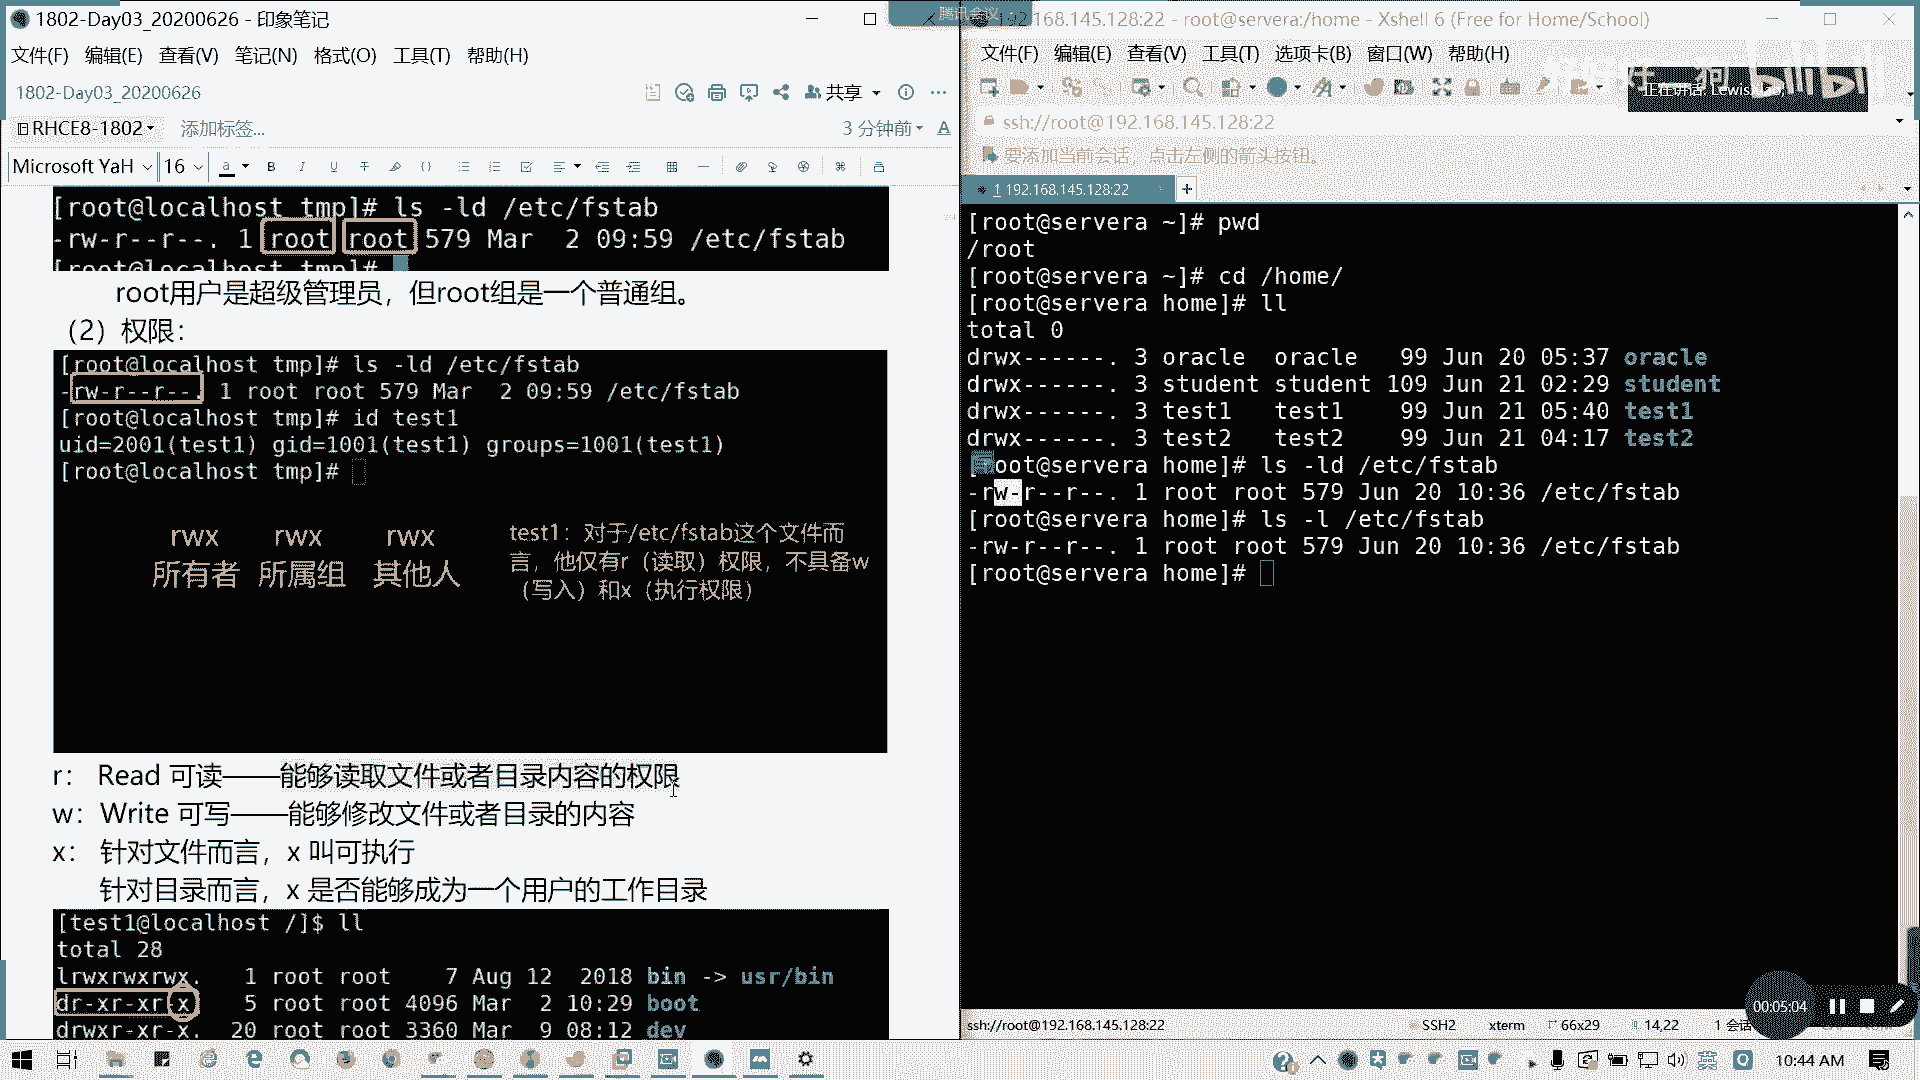 1802-Day03_20200626 - 印象笔记
文件(F) 编辑(E) 查看(V) 笔记(N) 格式(O) 工具(T) 帮助(H)
1802-Day03_20200626
共享
RHCE8-1802
添加标签...
3 分钟前
Microsoft YaH 16
[root@localhost tmp]# ls -ld /etc/fstab
-rw-r--r--. 1 root root 579 Mar  2 09:59 /etc/fstab
[root@localhost tmp]#
root用户是超级管理员，但root组是一个普通组。
（2）权限：
[root@localhost tmp]# ls -ld /etc/fstab
-rw-r--r--. 1 root root 579 Mar  2 09:59 /etc/fstab
[root@localhost tmp]# id test1
uid=2001(test1) gid=1001(test1) groups=1001(test1)
[root@localhost tmp]#
rwx rwx rwx
所有者 所属组 其他人
test1：对于/etc/fstab这个文件而
言，他仅有r（读取）权限，不具备w
（写入）和x（执行权限）
r： Read 可读——能够读取文件或者目录内容的权限
w：Write 可写——能够修改文件或者目录的内容
x： 针对文件而言，x 叫可执行
针对目录而言，x 是否能够成为一个用户的工作目录
[test1@localhost /]$ ll
total 28
lrwxrwxrwx.   1 root root    7 Aug 12  2018 bin -> usr/bin
dr-xr-xr-x.   5 root root 4096 Mar  2 10:29 boot
drwxr-xr-x.  20 root root 3360 Mar  9 08:12 dev
腾讯会议
192.168.145.128:22 - root@servera:/home - Xshell 6 (Free for Home/School)
文件(F) 编辑(E) 查看(V) 工具(T) 选项卡(B) 窗口(W) 帮助(H)
bilibili
正在讲话: Lewis
ssh://root@192.168.145.128:22
要添加当前会话，点击左侧的箭头按钮。
1 192.168.145.128:22
[root@servera ~]# pwd
/root
[root@servera ~]# cd /home/
[root@servera home]# ll
total 0
drwx------. 3 oracle  oracle   99 Jun 20 05:37 oracle
drwx------. 3 student student 109 Jun 21 02:29 student
drwx------. 3 test1   test1    99 Jun 21 05:40 test1
drwx------. 3 test2   test2    99 Jun 21 04:17 test2
root@servera home]# ls -ld /etc/fstab
-rw-r--r--. 1 root root 579 Jun 20 10:36 /etc/fstab
[root@servera home]# ls -l /etc/fstab
-rw-r--r--. 1 root root 579 Jun 20 10:36 /etc/fstab
[root@servera home]#
00:05:04
ssh://root@192.168.145.128:22 SSH2 xterm 66x29 14,22 1 会话
英
10:44 AM